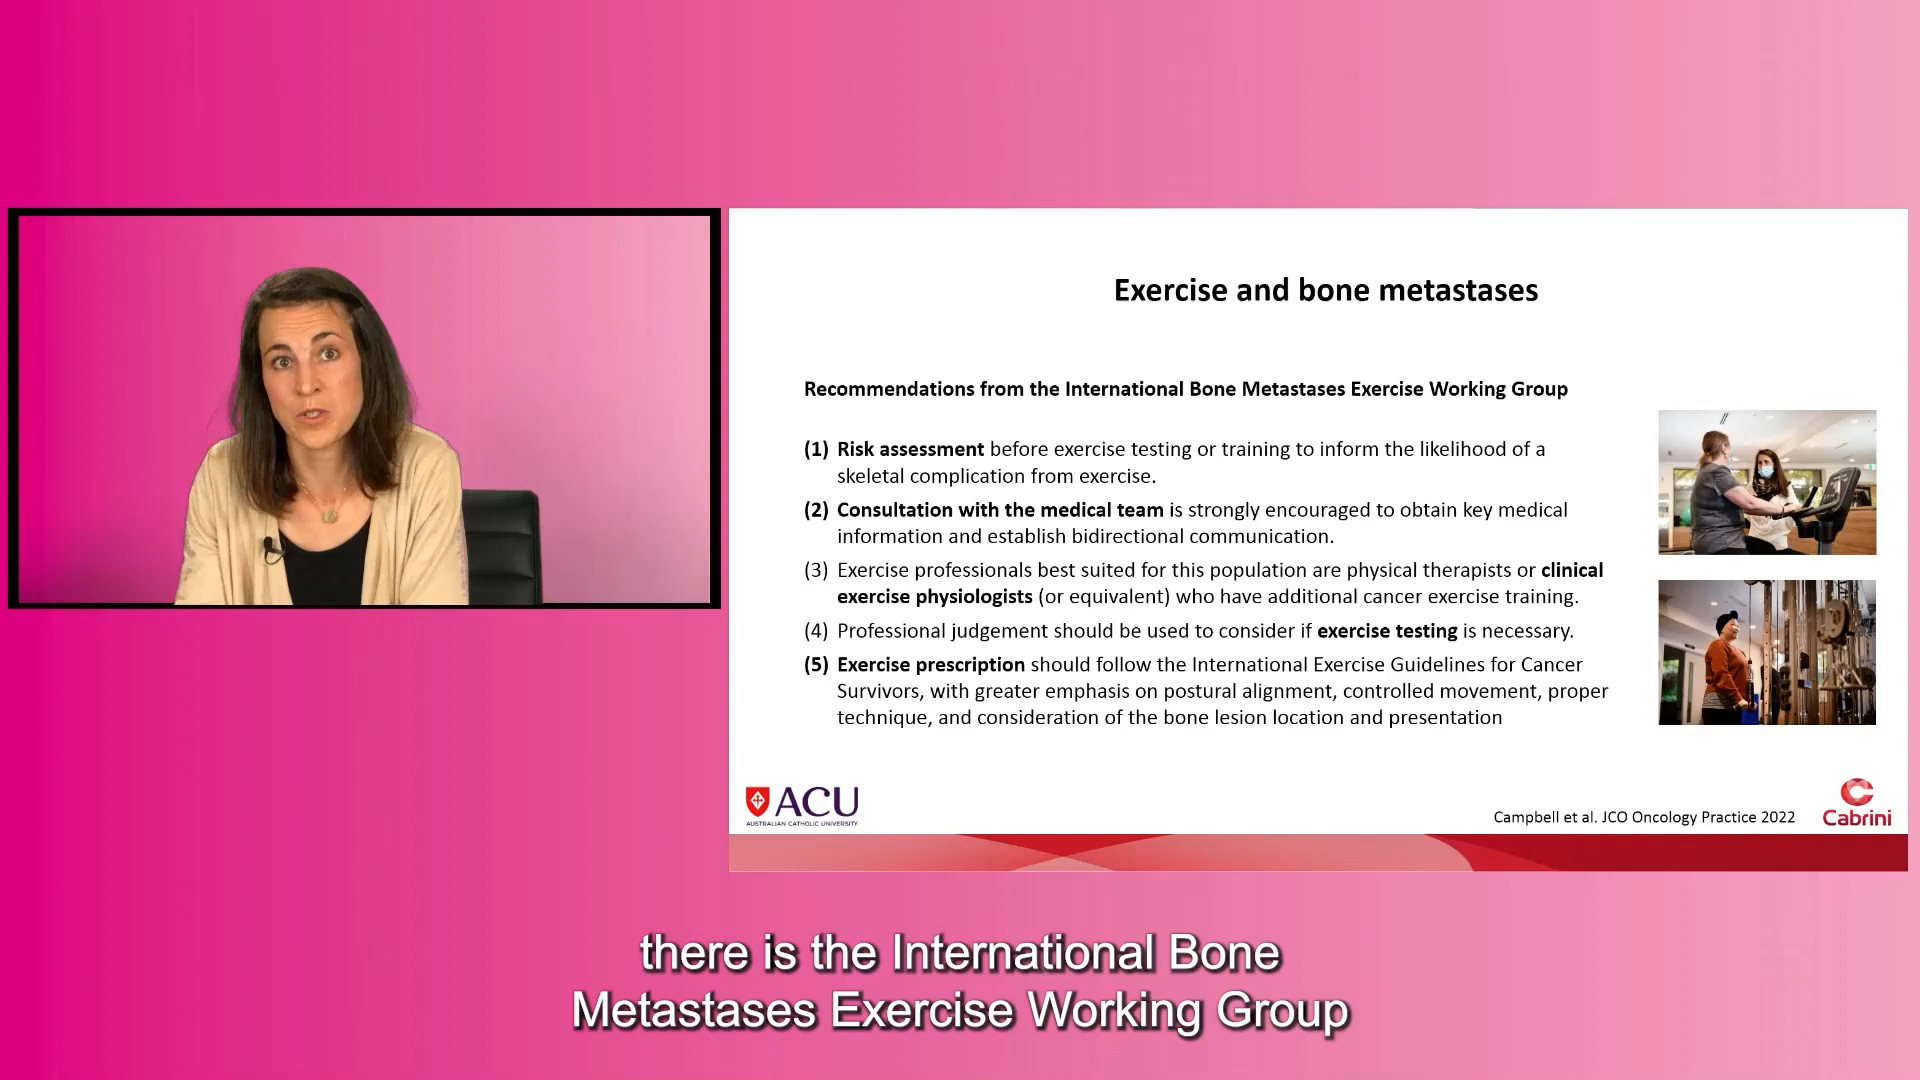 Exercise and bone metastases
Recommendations from the International Bone Metastases Exercise Working Group
(1) Risk assessment before exercise testing or training to inform the likelihood of a
skeletal complication from exercise.
(2) Consultation with the medical team is strongly encouraged to obtain key medical
information and establish bidirectional communication.
(3) Exercise professionals best suited for this population are physical therapists or clinical
exercise physiologists (or equivalent) who have additional cancer exercise training.
(4) Professional judgement should be used to consider if exercise testing is necessary.
(5) Exercise prescription should follow the International Exercise Guidelines for Cancer
Survivors, with greater emphasis on postural alignment, controlled movement, proper
technique, and consideration of the bone lesion location and presentation
ACU
AUSTRALIAN CATHOLIC UNIVERSITY
Campbell et al. JCO Oncology Practice 2022
Cabrini
there is the International Bone
Metastases Exercise Working Group